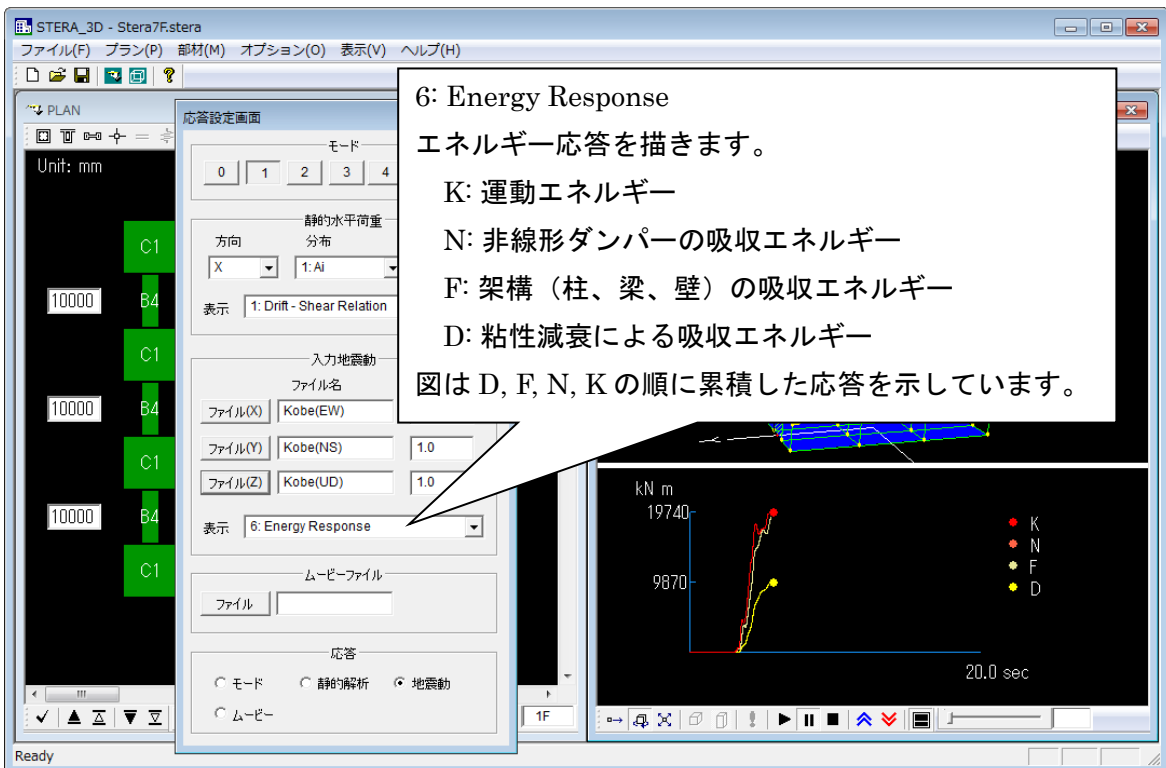 STERA_3D - Stera7F.stera
ファイル(F) プラン(P) 部材(M) オプション(O) 表示(V) ヘルプ(H)
PLAN
Unit: mm
C1
10000 B4
C1
10000 B4
C1
10000 B4
C1
応答設定画面
モード
0 1 2 3 4
静的水平荷重
方向 分布
X 1: Ai
表示 1: Drift - Shear Relation
入力地震動
ファイル名
ファイル(X) Kobe(EW)
ファイル(Y) Kobe(NS) 1.0
ファイル(Z) Kobe(UD) 1.0
表示 6: Energy Response
ムービーファイル
ファイル
応答
モード 静的解析 地震動
ムービー
6: Energy Response
エネルギー応答を描きます。
K: 運動エネルギー
N: 非線形ダンパーの吸収エネルギー
F: 架構（柱、梁、壁）の吸収エネルギー
D: 粘性減衰による吸収エネルギー
図は D, F, N, K の順に累積した応答を示しています。
kN m
19740
9870
K
N
F
D
20.0 sec
1F
Ready